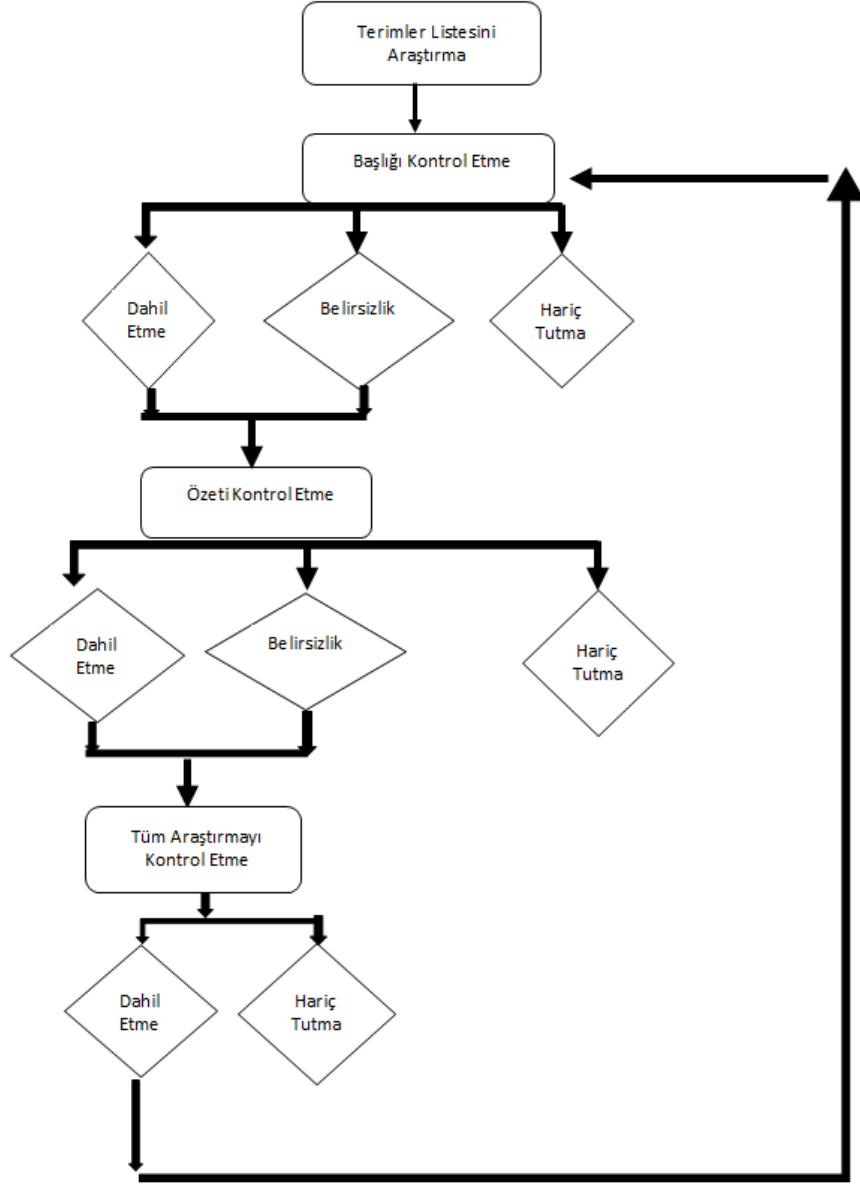 Terimler Listesini
Araştırma
Başlığı Kontrol Etme
Dahil
Etme
Belirsizlik
Hariç
Tutma
Özeti Kontrol Etme
Dahil
Etme
Belirsizlik
Hariç
Tutma
Tüm Araştırmayı
Kontrol Etme
Dahil
Etme
Hariç
Tutma